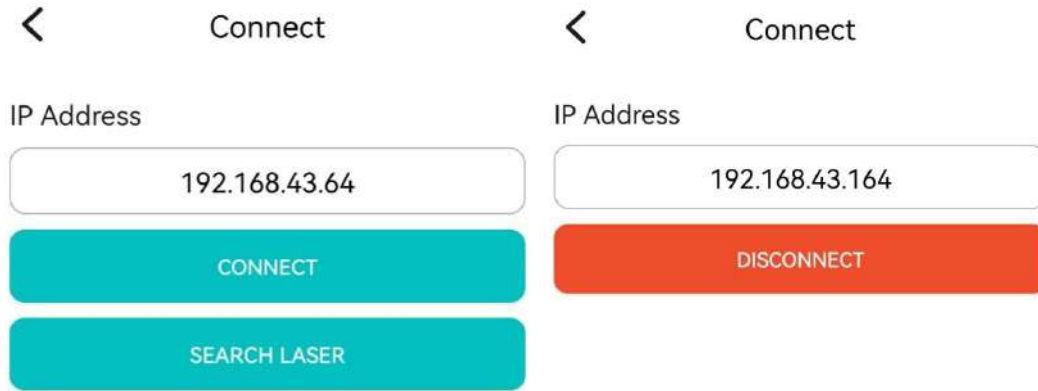 Connect
IP Address
192.168.43.64
CONNECT
SEARCH LASER
Connect
IP Address
192.168.43.164
DISCONNECT